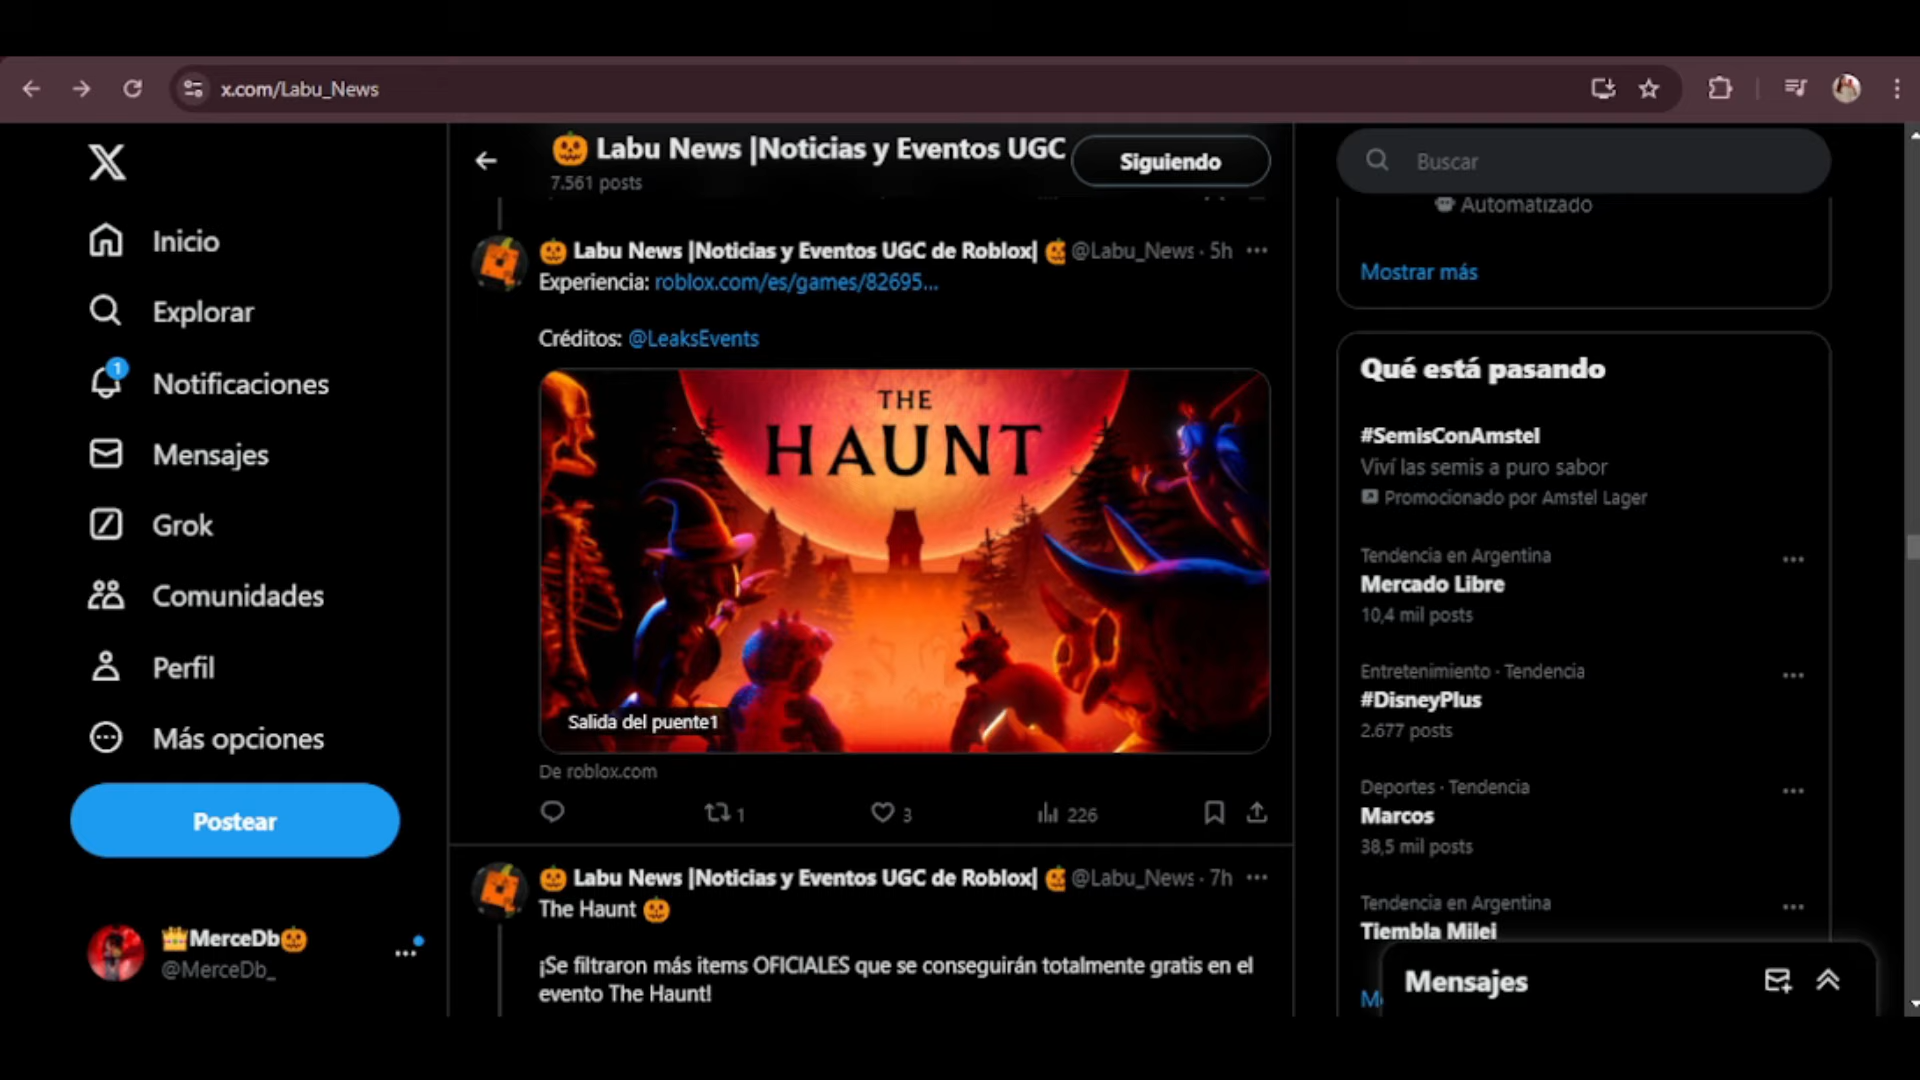 x.com/Labu_News
Inicio
Explorar
1
Notificaciones
Mensajes
Grok
Comunidades
Perfil
Más opciones
Postear
👑MerceDb🎃
@MerceDb_
🎃 Labu News |Noticias y Eventos UGC
7.561 posts
Siguiendo
🎃 Labu News |Noticias y Eventos UGC de Roblox| 🎃 @Labu_News · 5h
Experiencia: roblox.com/es/games/82695...
Créditos: @LeaksEvents
THE
HAUNT
Salida del puente1
De roblox.com
1
3
226
🎃 Labu News |Noticias y Eventos UGC de Roblox| 🎃 @Labu_News · 7h
The Haunt 🎃
¡Se filtraron más items OFICIALES que se conseguirán totalmente gratis en el
evento The Haunt!
Buscar
Automatizado
Mostrar más
Qué está pasando
#SemisConAmstel
Viví las semis a puro sabor
Promocionado por Amstel Lager
Tendencia en Argentina
Mercado Libre
10,4 mil posts
Entretenimiento · Tendencia
#DisneyPlus
2.677 posts
Deportes · Tendencia
Marcos
38,5 mil posts
Tendencia en Argentina
Tiembla Milei
Mensajes